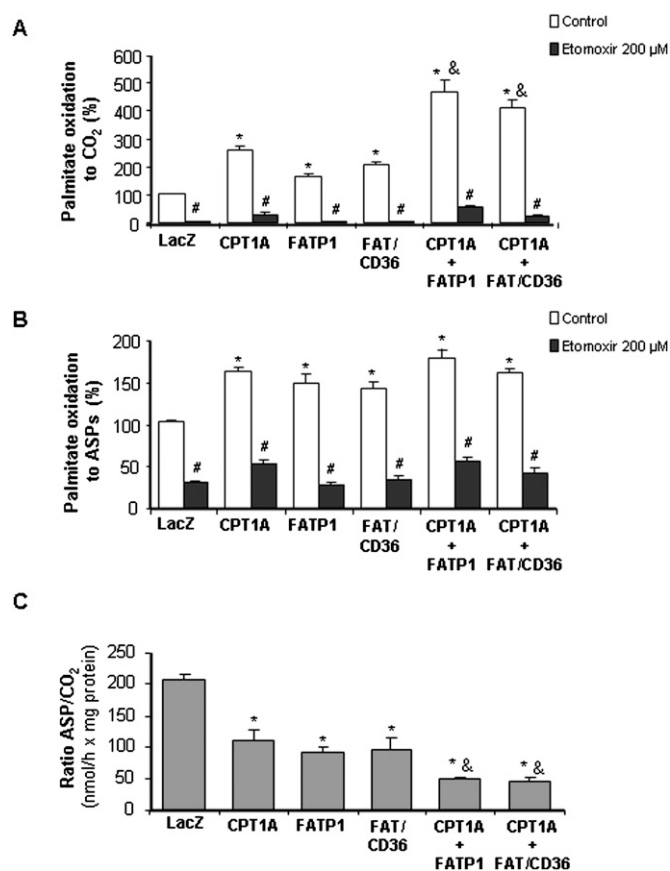 A
Control
Etomoxir 200 µM
Palmitate oxidation
to CO₂ (%)
600
500
400
300
200
100
0
* # * # * # * # * & # * & #
LacZ CPT1A FATP1 FAT/CD36 CPT1A + FATP1 CPT1A + FAT/CD36
B
Control
Etomoxir 200 µM
Palmitate oxidation
to ASPs (%)
200
150
100
50
0
# * # * # * # * # * #
LacZ CPT1A FATP1 FAT/CD36 CPT1A + FATP1 CPT1A + FAT/CD36
C
Ratio ASP/CO₂
(nmol/h x mg protein)
250
200
150
100
50
0
* * * * & * &
LacZ CPT1A FATP1 FAT/CD36 CPT1A + FATP1 CPT1A + FAT/CD36